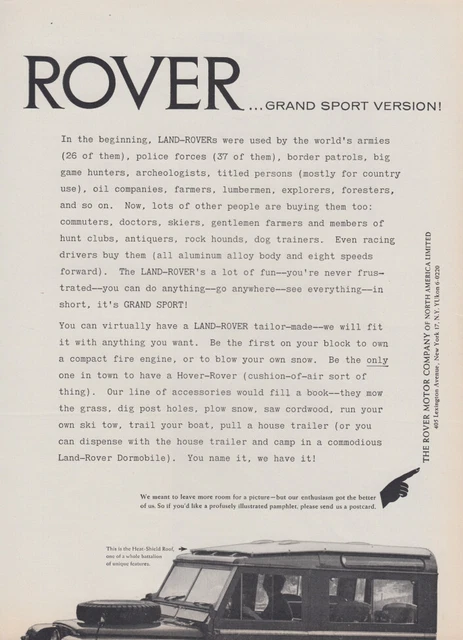 ROVER ...GRAND SPORT VERSION!
In the beginning, LAND-ROVERs were used by the world's armies
(26 of them), police forces (37 of them), border patrols, big
game hunters, archeologists, titled persons (mostly for country
use), oil companies, farmers, lumbermen, explorers, foresters,
and so on. Now, lots of other people are buying them too:
commuters, doctors, skiers, gentlemen farmers and members of
hunt clubs, antiquers, rock hounds, dog trainers. Even racing
drivers buy them (all aluminum alloy body and eight speeds
forward). The LAND-ROVER's a lot of fun--you're never frus-
trated--you can do anything--go anywhere--see everything--in
short, it's GRAND SPORT!
You can virtually have a LAND-ROVER tailor-made--we will fit
it with anything you want. Be the first on your block to own
a compact fire engine, or to blow your own snow. Be the only
one in town to have a Hover-Rover (cushion-of-air sort of
thing). Our line of accessories would fill a book--they mow
the grass, dig post holes, plow snow, saw cordwood, run your
own ski tow, trail your boat, pull a house trailer (or you
can dispense with the house trailer and camp in a commodious
Land-Rover Dormobile). You name it, we have it!
THE ROVER MOTOR COMPANY OF NORTH AMERICA LIMITED
405 Lexington Avenue, New York 17, N.Y. YUkon 6-0220
We meant to leave more room for a picture—but our enthusiasm got the better
of us. So if you'd like a profusely illustrated pamphlet, please send us a postcard.
This is the Heat-Shield Roof,
one of a whole battalion
of unique features.